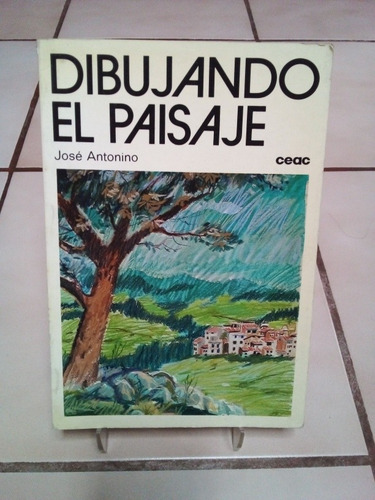 DIBUJANDO
EL PAISAJE
José Antonino
ceac